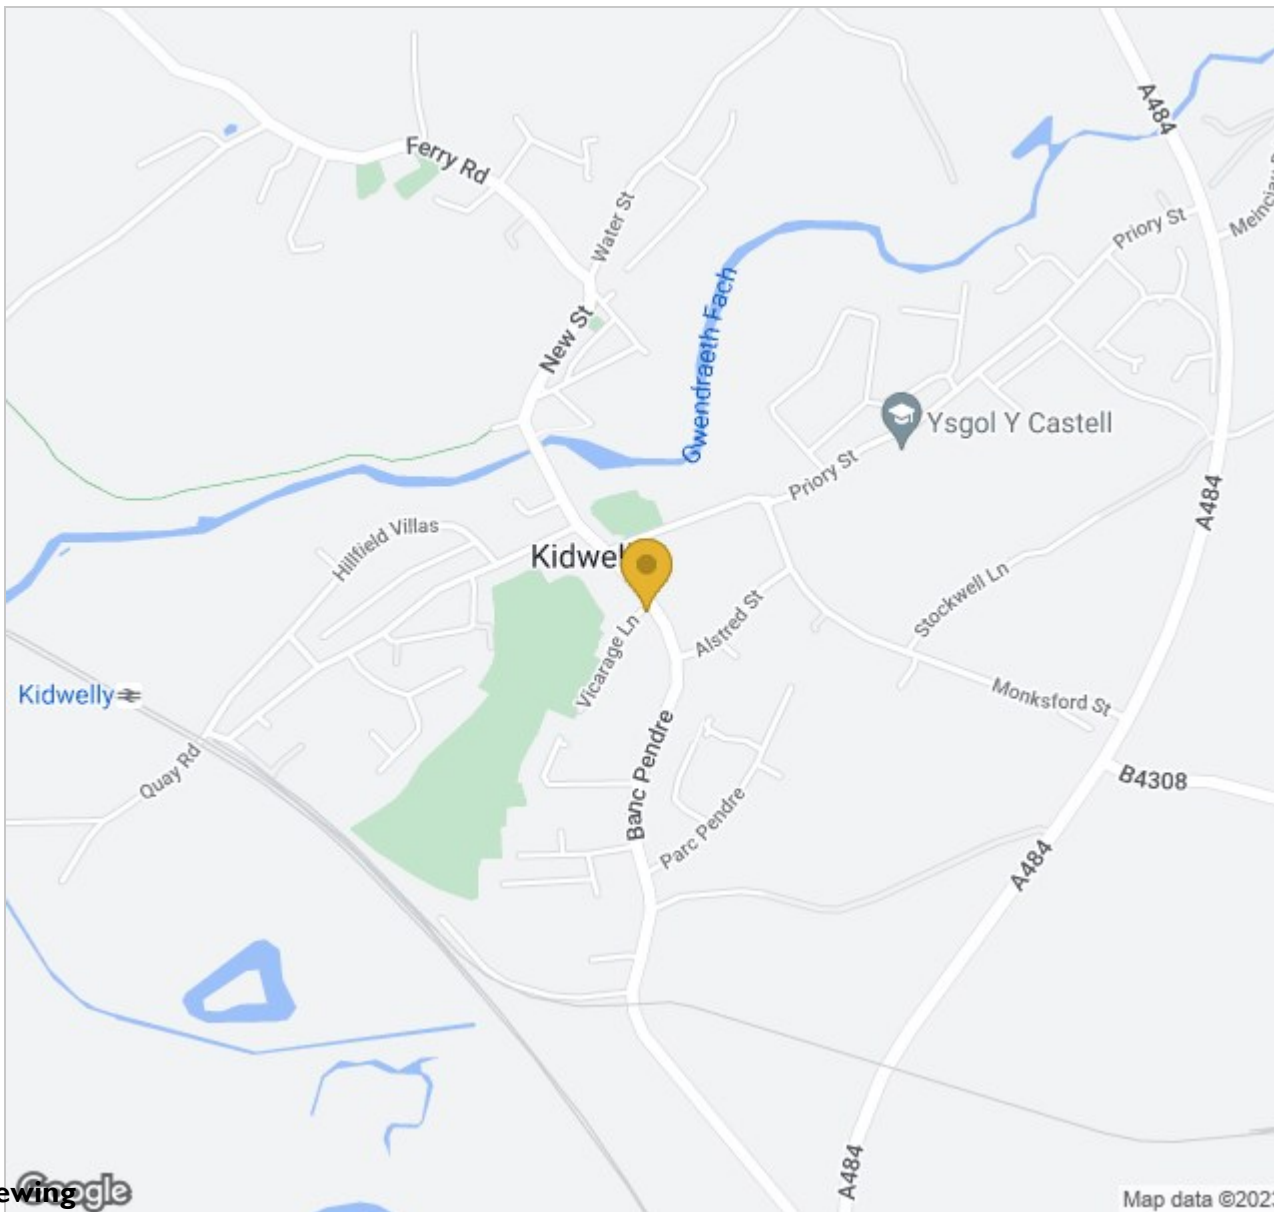 A484
Ferry Rd
Water St
Priory St
Meinciau
New St
Gwendraeth Fach
Ysgol Y Castell
Priory St
A484
Hillfield Villas
Kidwel
Stockwell Ln
Alstred St
Vicarage Ln
Kidwelly
Monksford St
Quay Rd
Banc Pendre
B4308
Parc Pendre
A484
A484
ewing
Google
Map data ©202